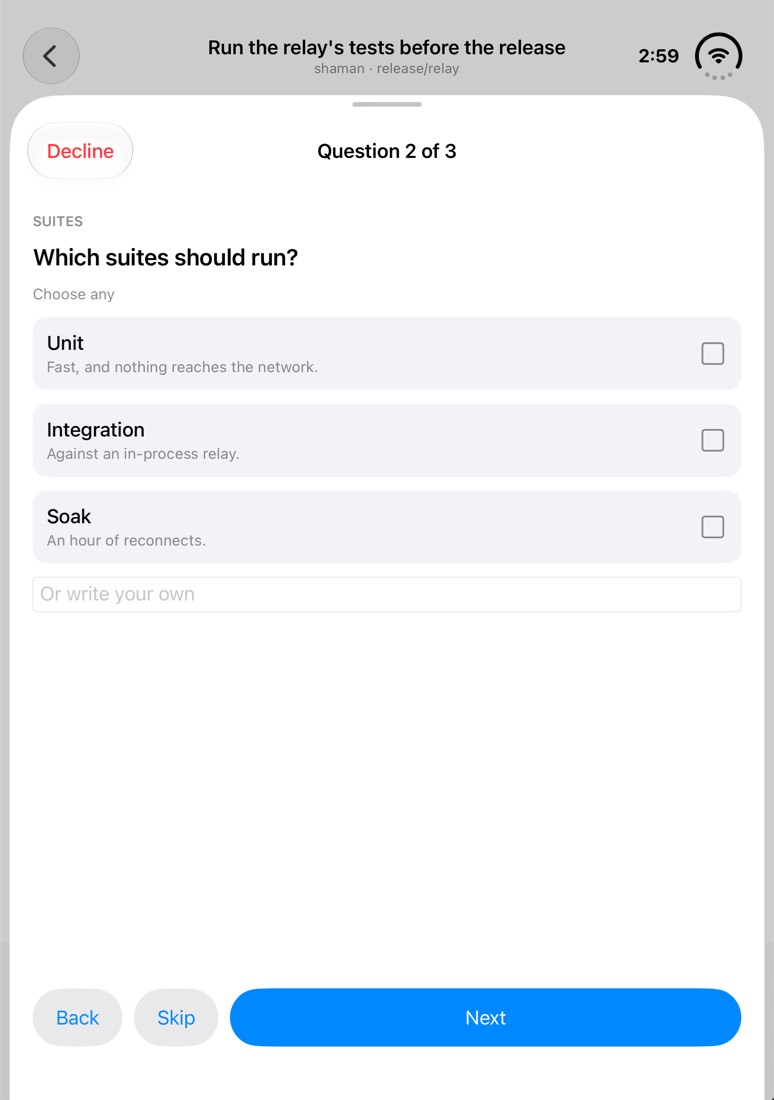 Run the relay's tests before the release
shaman · release/relay
2:59
Decline
Question 2 of 3
SUITES
Which suites should run?
Choose any
Unit
Fast, and nothing reaches the network.
Integration
Against an in-process relay.
Soak
An hour of reconnects.
Or write your own
Back
Skip
Next